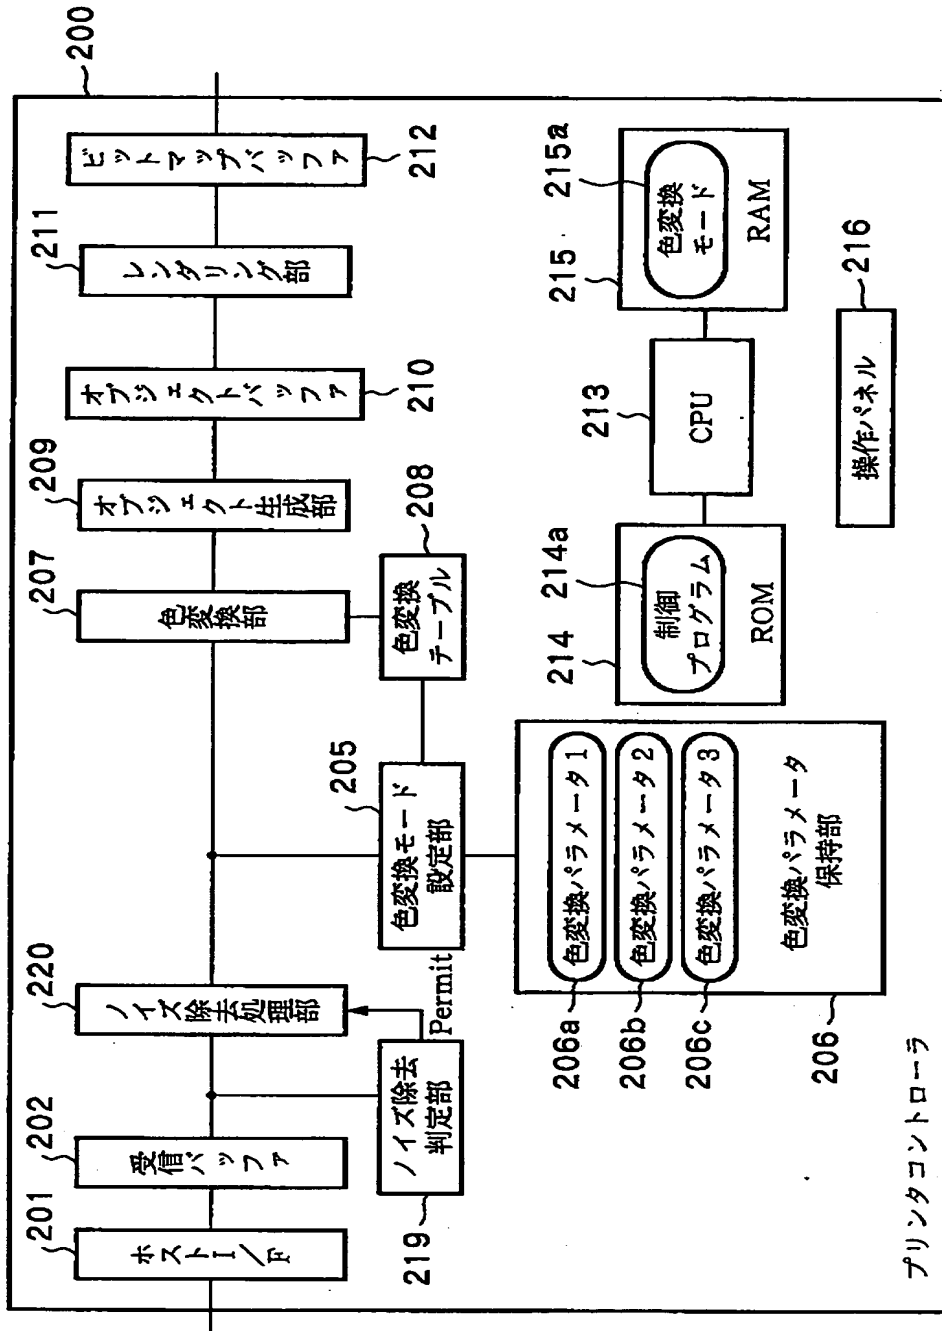 200
201
ホストI/F
202
受信バッファ
220
ノイズ除去処理部
207
色変換部
209
オブジェクト生成部
オブジェクトバッファ
210
211
レンダリング部
ビットマップバッファ
212
ノイズ除去
判定部
219
Permit
205
色変換モード
設定部
208
色変換
テーブル
206a
色変換パラメータ1
206b
色変換パラメータ2
206c
色変換パラメータ3
206
色変換パラメータ
保持部
214
214a
制御
プログラム
ROM
213
CPU
215
215a
色変換
モード
RAM
216
操作パネル
プリンタコントローラ